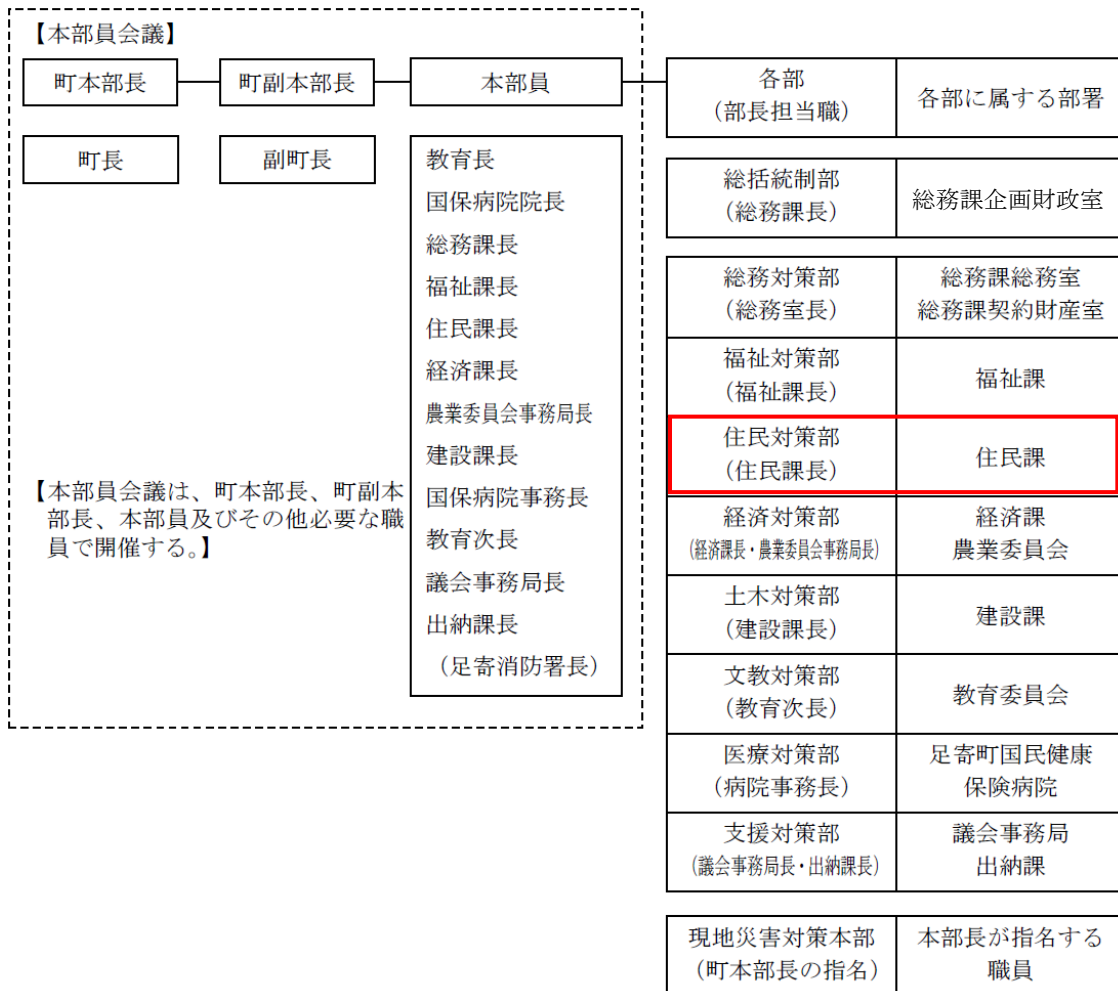 【本部員会議】
町本部長
町副本部長
本部員
各部
（部長担当職）
各部に属する部署
町長
副町長
教育長
国保病院院長
総務課長
福祉課長
住民課長
経済課長
農業委員会事務局長
建設課長
国保病院事務長
教育次長
議会事務局長
出納課長
（足寄消防署長）
【本部員会議は、町本部長、町副本
部長、本部員及びその他必要な職
員で開催する。】
総括統制部
（総務課長）
総務課企画財政室
総務対策部
（総務室長）
総務課総務室
総務課契約財産室
福祉対策部
（福祉課長）
福祉課
住民対策部
（住民課長）
住民課
経済対策部
（経済課長・農業委員会事務局長）
経済課
農業委員会
土木対策部
（建設課長）
建設課
文教対策部
（教育次長）
教育委員会
医療対策部
（病院事務長）
足寄町国民健康
保険病院
支援対策部
（議会事務局長・出納課長）
議会事務局
出納課
現地災害対策本部
（町本部長の指名）
本部長が指名する
職員